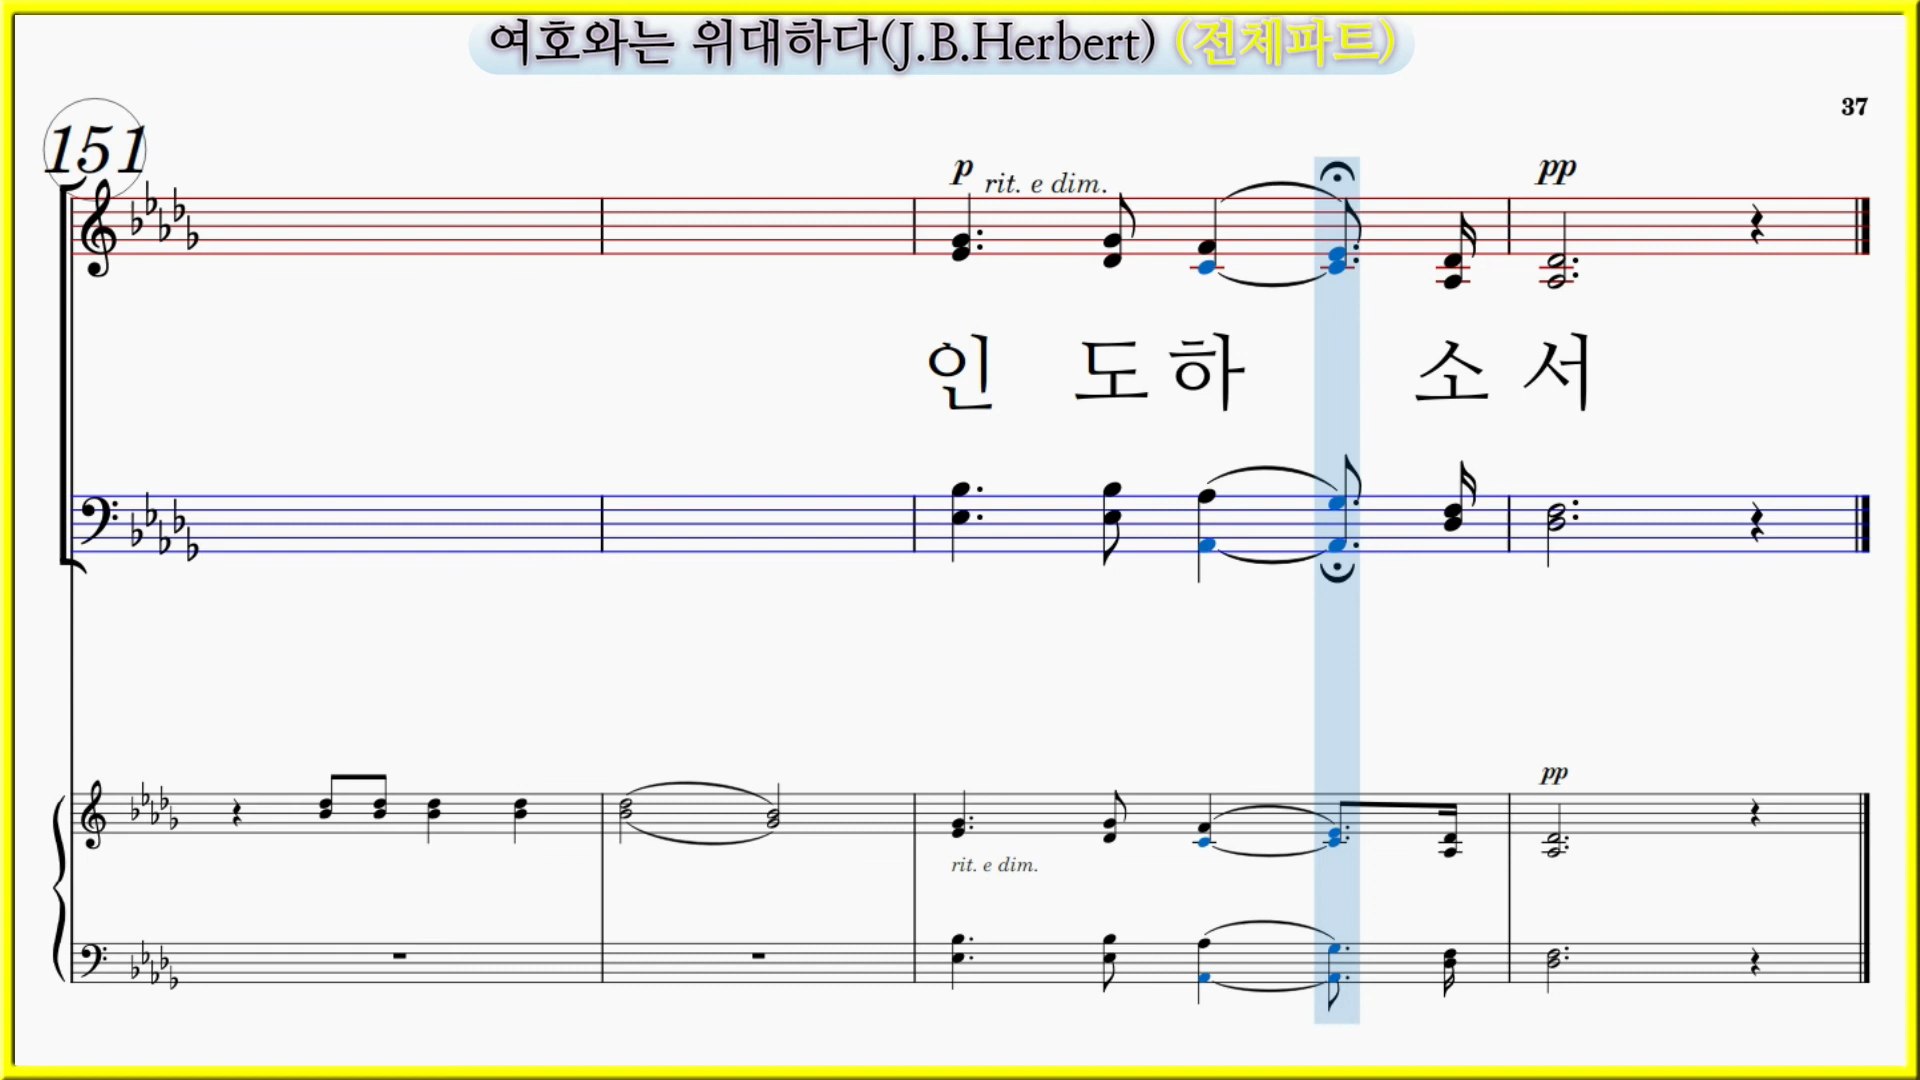 여호와는 위대하다(J.B.Herbert) (전체파트)
37
151
p rit. e dim. pp
인 도 하 소 서
pp
rit. e dim.